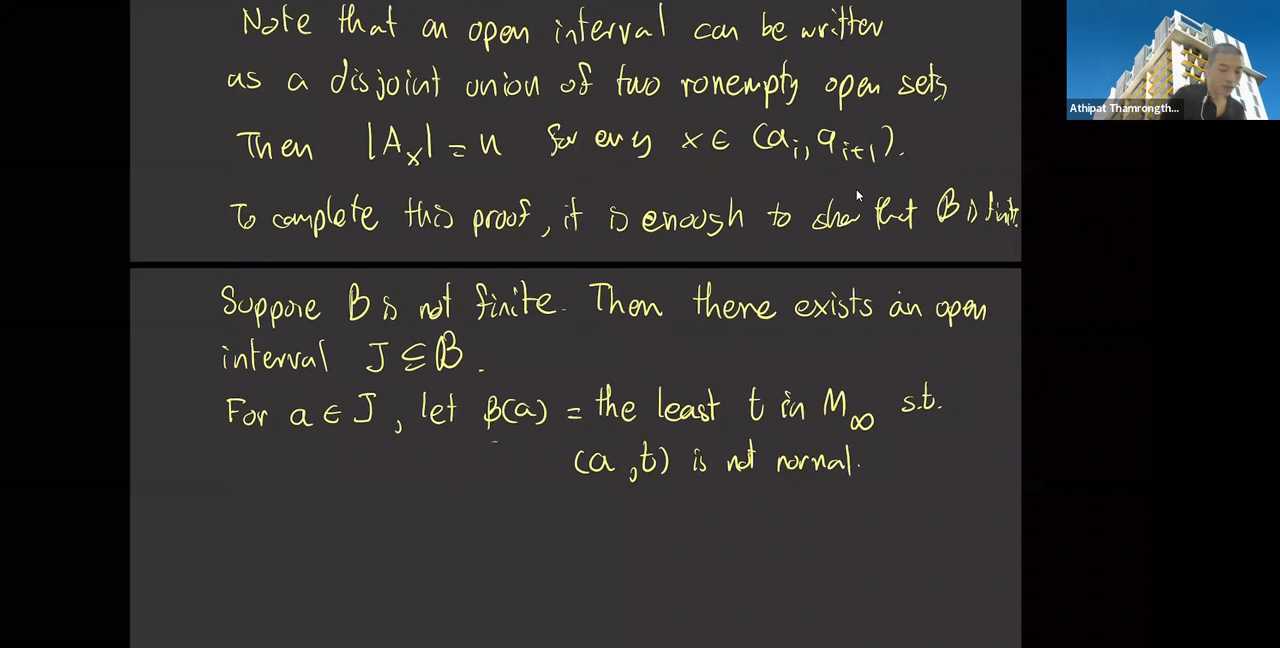 Note that an open interval can be written
as a disjoint union of two nonempty open sets,
Then |A_x| = n for every x ∈ (a_i, a_{i+1}).
To complete this proof, it is enough to show that B is finite.
Suppose B is not finite. Then there exists an open
interval J ⊆ B.
For a ∈ J, let β(a) = the least t in M_∞ s.t.
(a, t) is not normal.
Athipat Thamrongth...